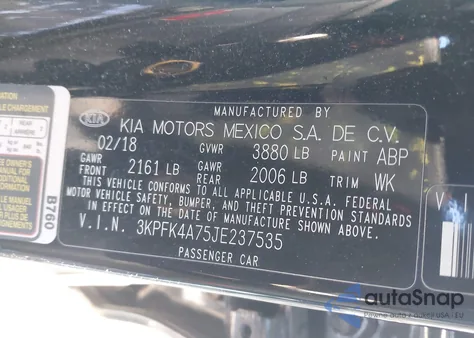 MANUFACTURED BY
KIA KIA MOTORS MEXICO S.A. DE C.V.
02/18 GVWR 3880 LB PAINT ABP
GAWR FRONT 2161 LB GAWR REAR 2006 LB TRIM WK
THIS VEHICLE CONFORMS TO ALL APPLICABLE U.S.A. FEDERAL
MOTOR VEHICLE SAFETY, BUMPER, AND THEFT PREVENTION STANDARDS
IN EFFECT ON THE DATE OF MANUFACTURE SHOWN ABOVE.
V.I.N. 3KPFK4A75JE237535
PASSENGER CAR
B760
V.I
autoSnap